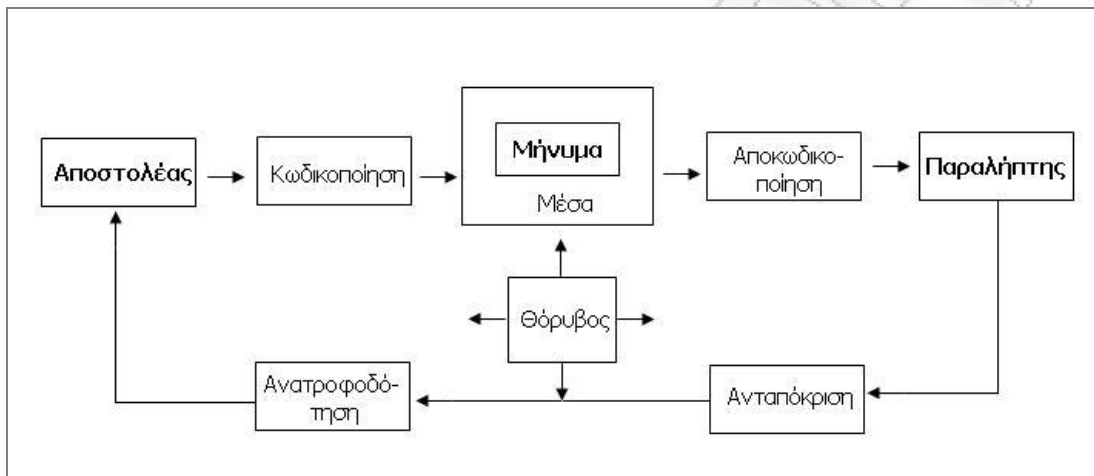 Αποστολέας
Κωδικοποίηση
Μήνυμα
Μέσα
Αποκωδικο-
ποίηση
Παραλήπτης
Θόρυβος
Ανατροφοδό-
τηση
Ανταπόκριση